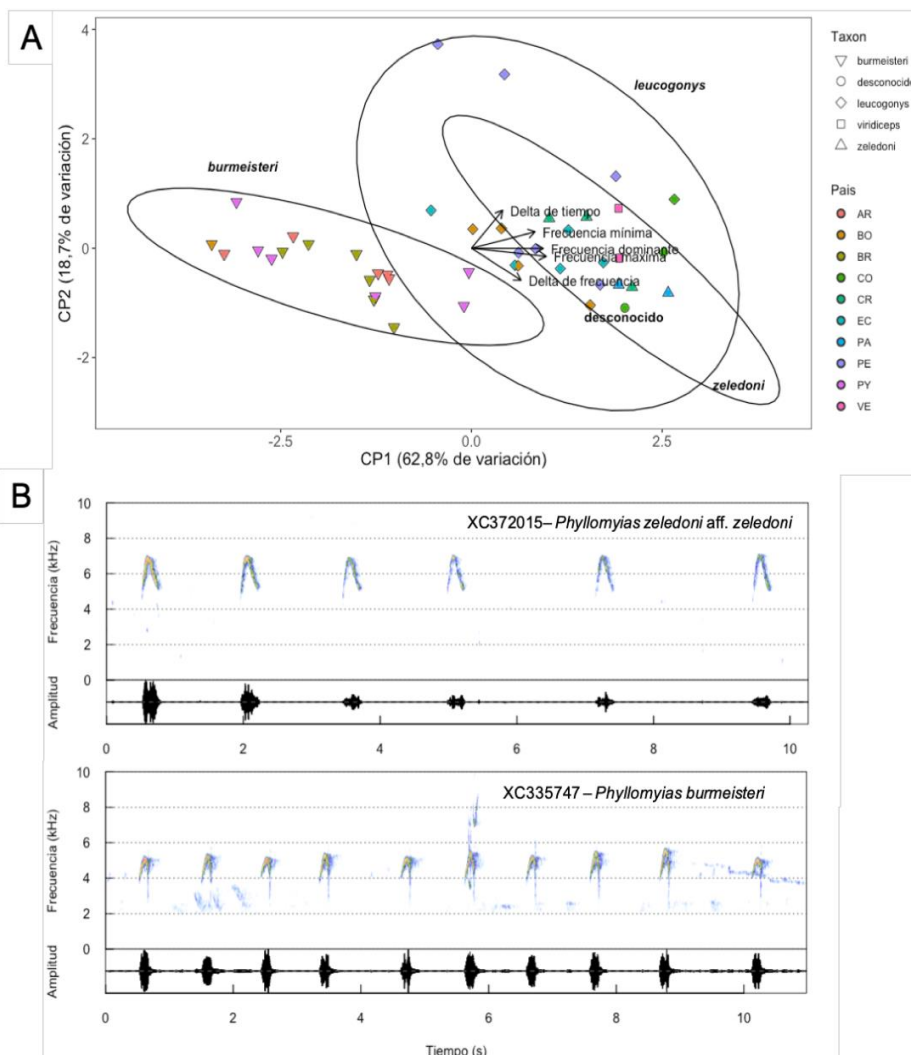 A
4
2
0
-2
CP2 (18,7% de variación)
burmeisteri
leucogonys
Delta de tiempo
Frecuencia mínima
Frecuencia dominante
Frecuencia máxima
Delta de frecuencia
desconocido
zeledoni
-2.5
0.0
2.5
CP1 (62,8% de variación)
Taxon
burmeisteri
desconocido
leucogonys
viridiceps
zeledoni
Pais
AR
BO
BR
CO
CR
EC
PA
PE
PY
VE
B
XC372015– Phyllomyias zeledoni aff. zeledoni
Frecuencia (kHz)
10
8
6
4
2
0
Amplitud
0
2
4
6
8
10
XC335747 – Phyllomyias burmeisteri
Frecuencia (kHz)
10
8
6
4
2
0
Amplitud
0
2
4
6
8
10
Tiempo (s)